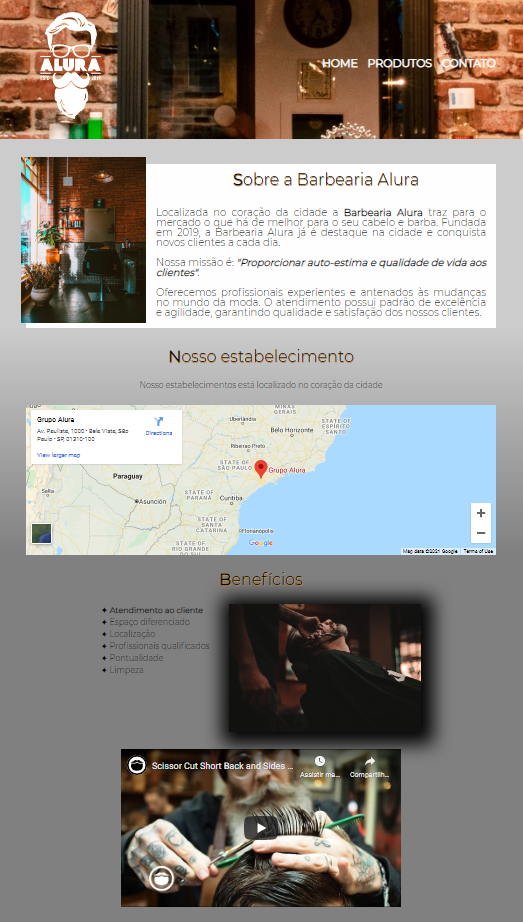 ALURA
HOME PRODUTOS CONTATO
Sobre a Barbearia Alura
Localizada no coração da cidade a Barbearia Alura traz para o
mercado o que há de melhor para o seu cabelo e barba. Fundada
em 2019, a Barbearia Alura já é destaque na cidade e conquista
novos clientes a cada dia.
Nossa missão é: "Proporcionar auto-estima e qualidade de vida aos
clientes".
Oferecemos profissionais experientes e antenados às mudanças
no mundo da moda. O atendimento possui padrão de excelência
e agilidade, garantindo qualidade e satisfação dos nossos clientes.
Nosso estabelecimento
Nosso estabelecimentos está localizado no coração da cidade
Grupo Alura
Av. Paulista, 1000 - Bela Vista, São
Paulo - SP, 01310-100
Directions
View larger map
MINAS
GERAIS
Uberlândia
Belo Horizonte
STATE OF
ESPÍRITO
SANTO
Ribeirao Preto
STATE OF
SÃO PAULO
Grupo Alura
Paraguay
Salta
Asunción
STATE OF
PARANÁ
Curitiba
STATE OF
SANTA
CATARINA
Florianópolis
STATE OF
RIO GRANDE
DO SUL
Google
Map data ©2021 Google
Terms of Use
Benefícios
✦ Atendimento ao cliente
✦ Espaço diferenciado
✦ Localização
✦ Profissionais qualificados
✦ Pontualidade
✦ Limpeza
Scissor Cut Short Back and Sides ...
Assistir ma...
Compartilh...